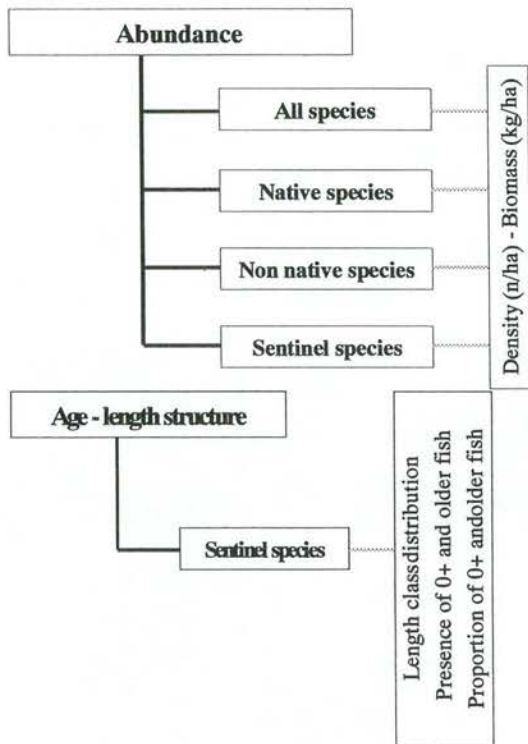 Abundance
All species
Native species
Non native species
Sentinel species
Density (n/ha) - Biomass (kg/ha)
Age - length structure
Sentinel species
Length classdistribution
Presence of 0+ and older fish
Proportion of 0+ andolder fish